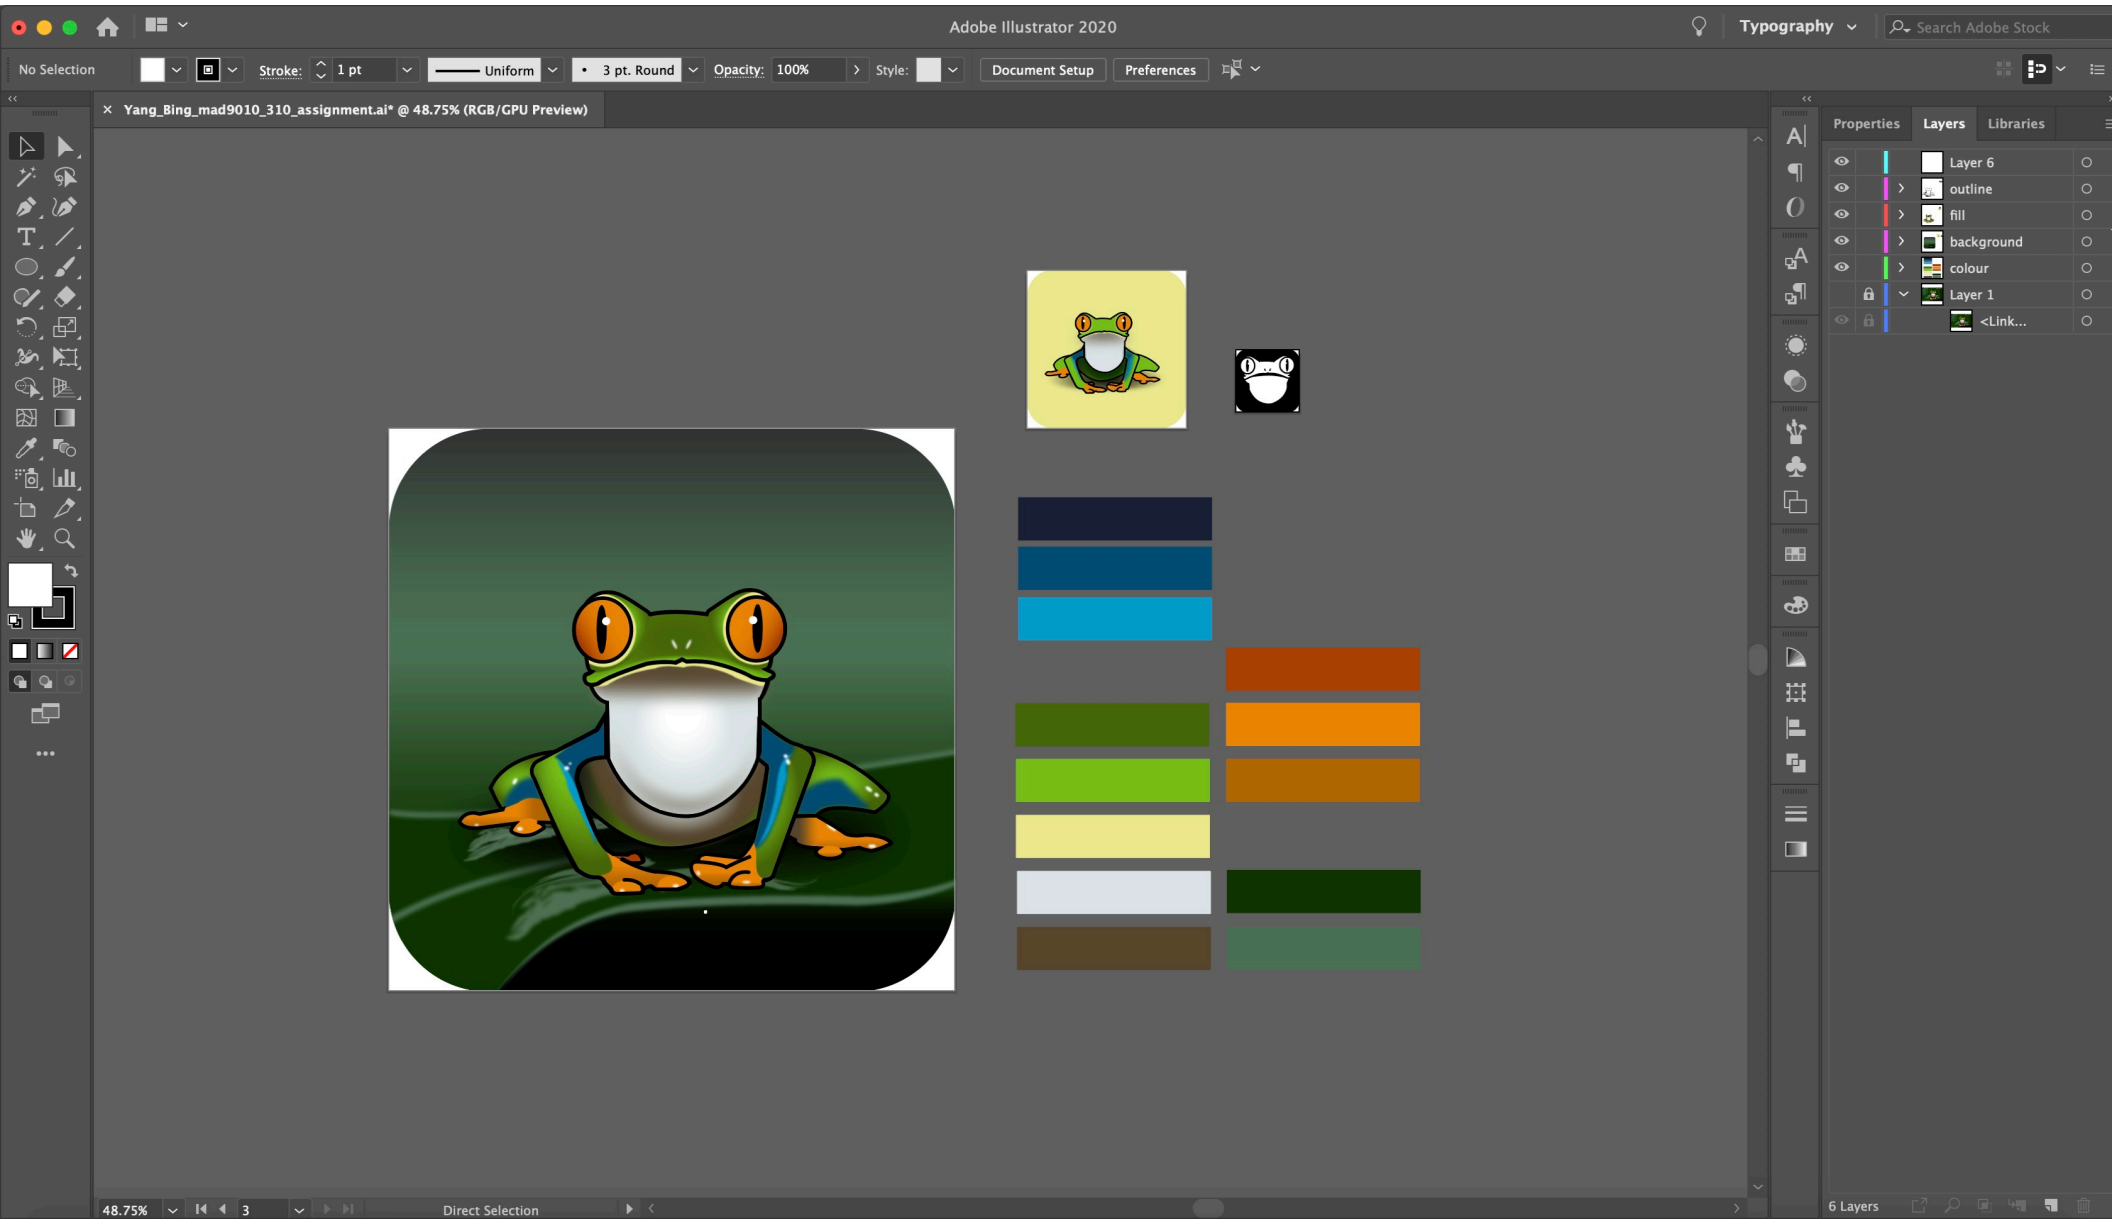 Adobe Illustrator 2020
Typography
Search Adobe Stock
No Selection
Stroke: 1 pt
Uniform
3 pt. Round
Opacity: 100%
Style:
Document Setup
Preferences
Yang_Bing_mad9010_310_assignment.ai* @ 48.75% (RGB/GPU Preview)
Properties Layers Libraries
Layer 6
outline
fill
background
colour
Layer 1
<Link...
48.75%
3
Direct Selection
6 Layers